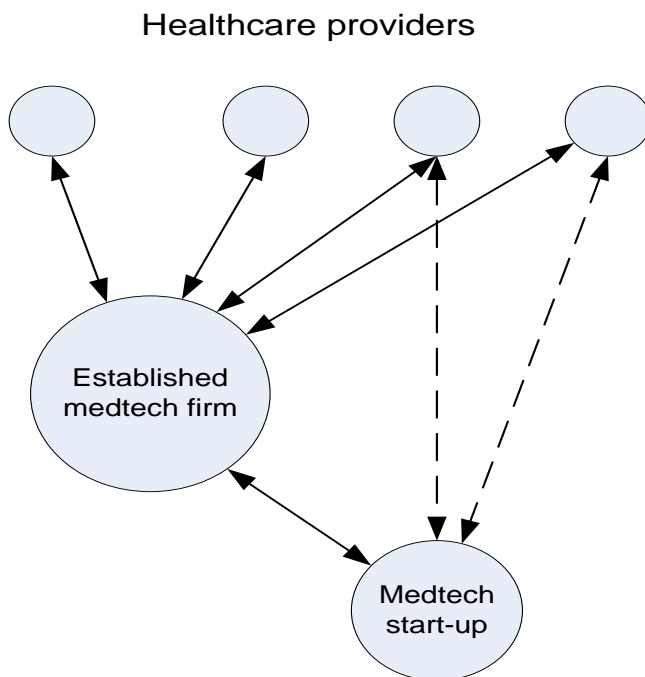 Healthcare providers
Established
medtech firm
Medtech
start-up